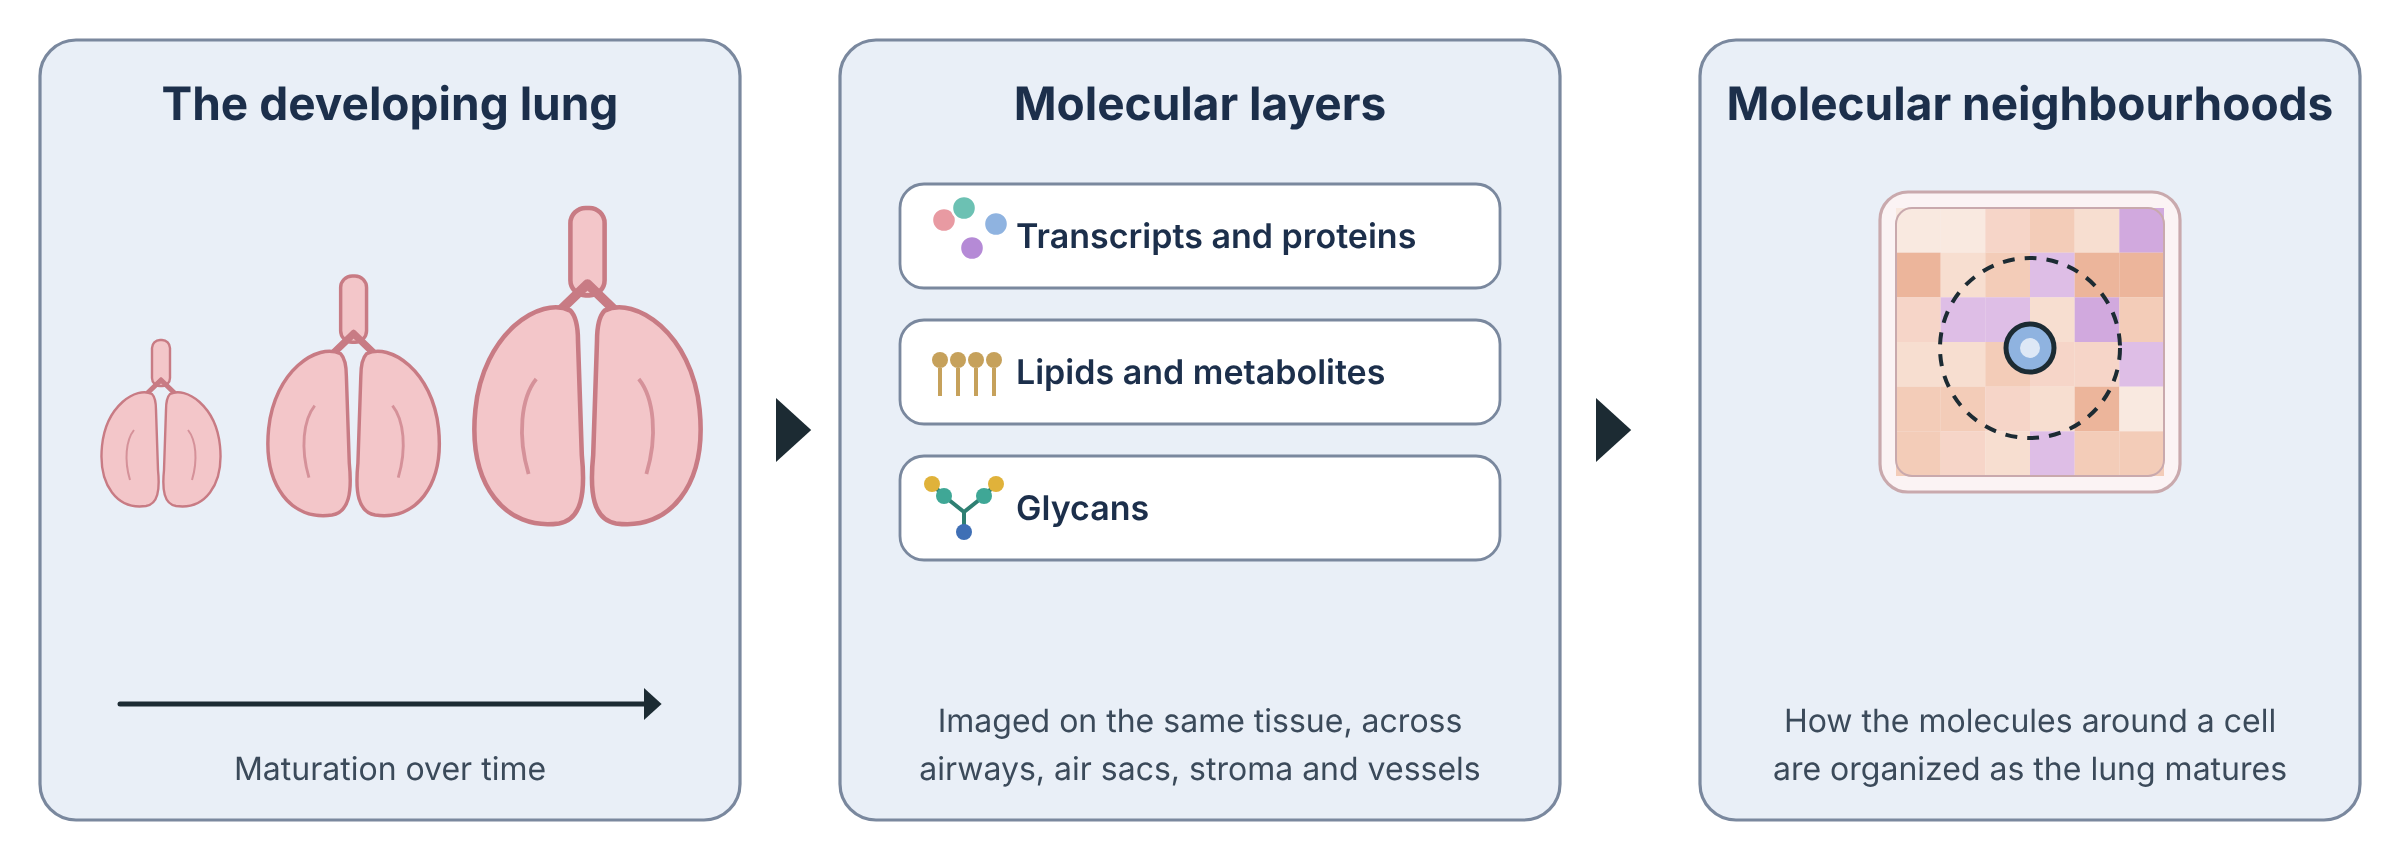 The developing lung
Maturation over time
Molecular layers
Transcripts and proteins
Lipids and metabolites
Glycans
Imaged on the same tissue, across
airways, air sacs, stroma and vessels
Molecular neighbourhoods
How the molecules around a cell
are organized as the lung matures